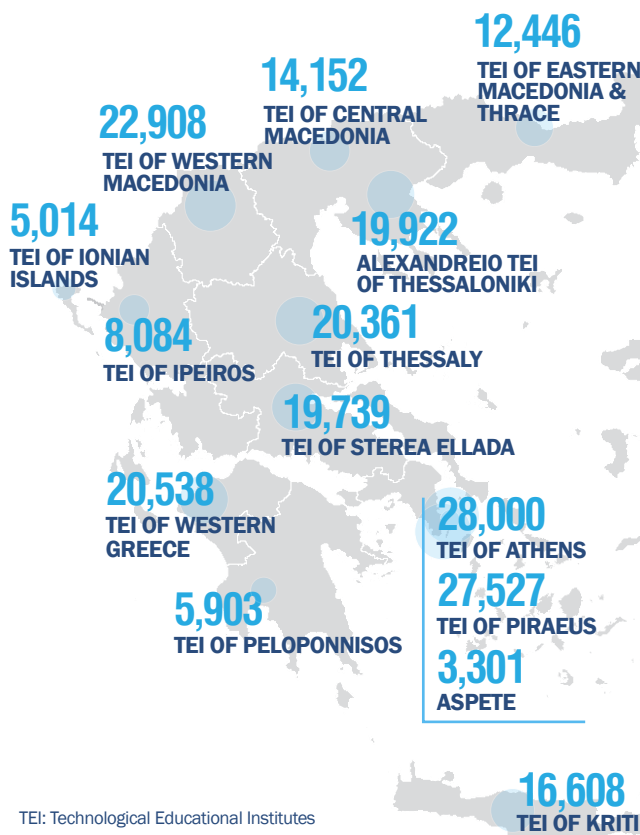 12,446
TEI OF EASTERN
MACEDONIA &
THRACE
14,152
TEI OF CENTRAL
MACEDONIA
22,908
TEI OF WESTERN
MACEDONIA
5,014
TEI OF IONIAN
ISLANDS
19,922
ALEXANDREIO TEI
OF THESSALONIKI
8,084
TEI OF IPEIROS
20,361
TEI OF THESSALY
19,739
TEI OF STEREA ELLADA
20,538
TEI OF WESTERN
GREECE
28,000
TEI OF ATHENS
27,527
TEI OF PIRAEUS
3,301
ASPETE
5,903
TEI OF PELOPONNISOS
16,608
TEI OF KRITI
TEI: Technological Educational Institutes